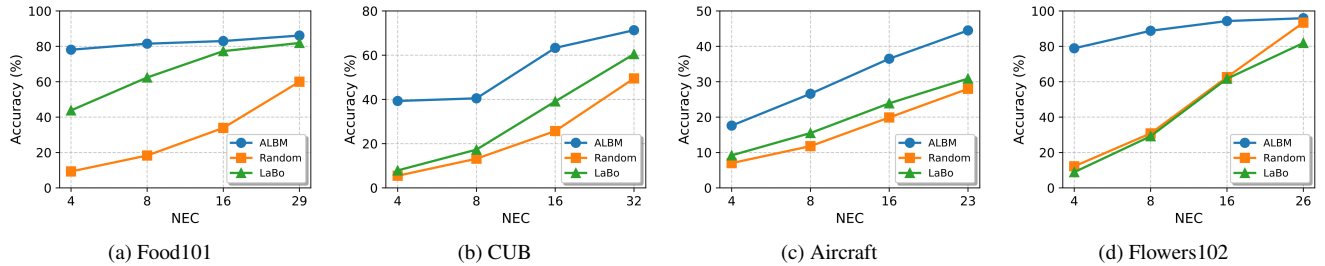 100
80
60
40
20
0
Accuracy (%)
4 8 16 29
NEC
ALBM
Random
LaBo
(a) Food101
80
60
40
20
0
Accuracy (%)
4 8 16 32
NEC
ALBM
Random
LaBo
(b) CUB
50
40
30
20
10
0
Accuracy (%)
4 8 16 23
NEC
ALBM
Random
LaBo
(c) Aircraft
100
80
60
40
20
0
Accuracy (%)
4 8 16 26
NEC
ALBM
Random
LaBo
(d) Flowers102